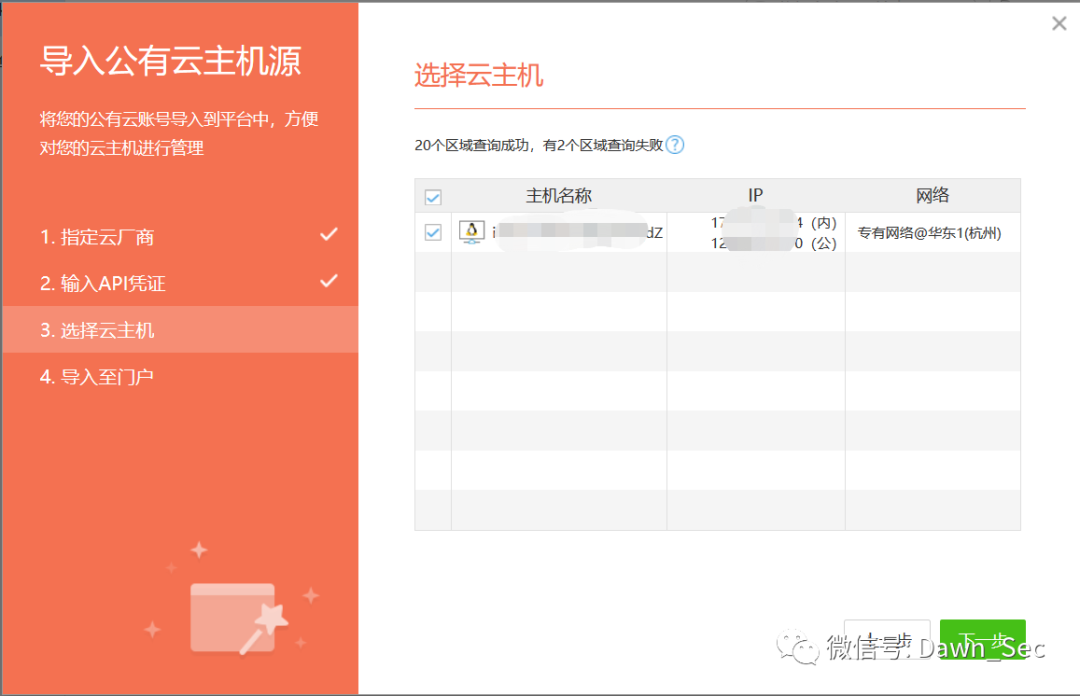 导入公有云主机源
将您的公有云账号导入到平台中，方便
对您的云主机进行管理
1. 指定云厂商
2. 输入API凭证
3. 选择云主机
4. 导入至门户
选择云主机
20个区域查询成功，有2个区域查询失败?
主机名称 IP 网络
i dZ
17 4 (内)
12 0 (公)
专有网络@华东1(杭州)
上一步 下一步
微信号: Dawn_Sec